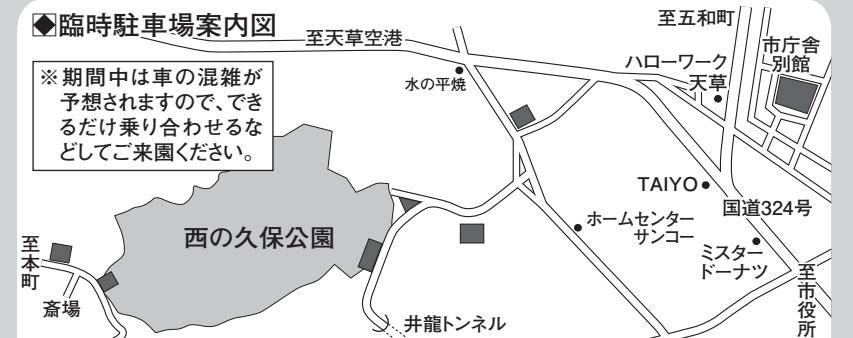 ◆臨時駐車場案内図
※期間中は車の混雑が
予想されますので、でき
るだけ乗り合わせるな
どしてご来園ください。
至天草空港
水の平焼
至五和町
ハローワーク
天草
市庁舎
別館
TAIYO
国道324号
ホームセンター
サンコー
ミスター
ドーナツ
至市役所
西の久保公園
至本町
斎場
井龍トンネル